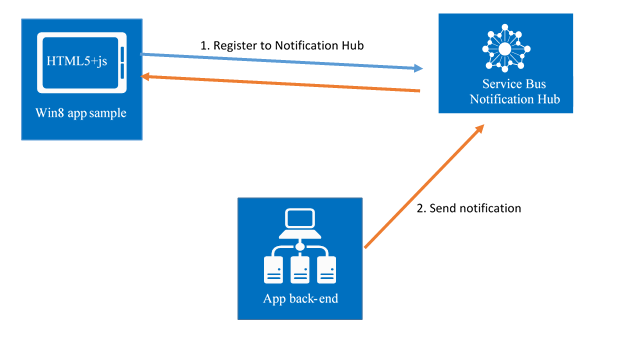 1. Register to Notification Hub
HTML5+js
Win8 app sample
Service Bus
Notification Hub
2. Send notification
App back-end